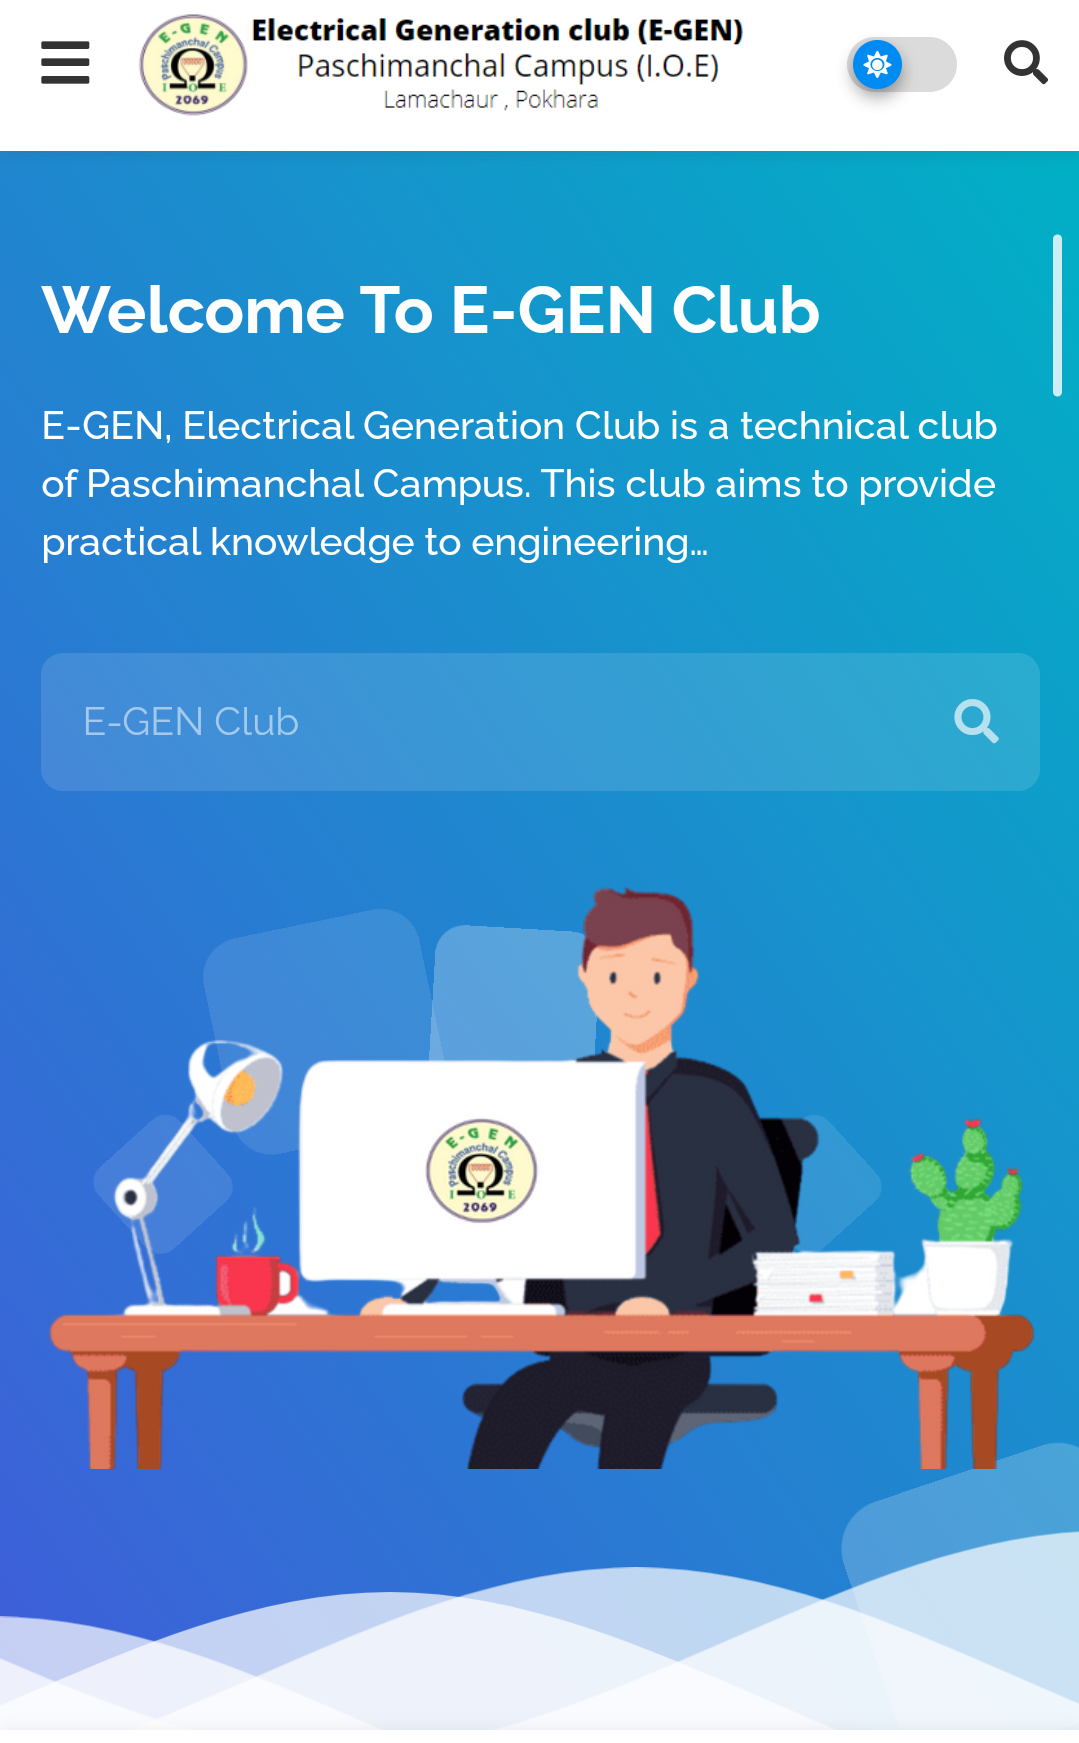 E-GEN
Paschimanchal Campus
I O E
2069
Electrical Generation club (E-GEN)
Paschimanchal Campus (I.O.E)
Lamachaur , Pokhara
Welcome To E-GEN Club
E-GEN, Electrical Generation Club is a technical club
of Paschimanchal Campus. This club aims to provide
practical knowledge to engineering...
E-GEN Club
E-GEN
Paschimanchal Campus
I O E
2069